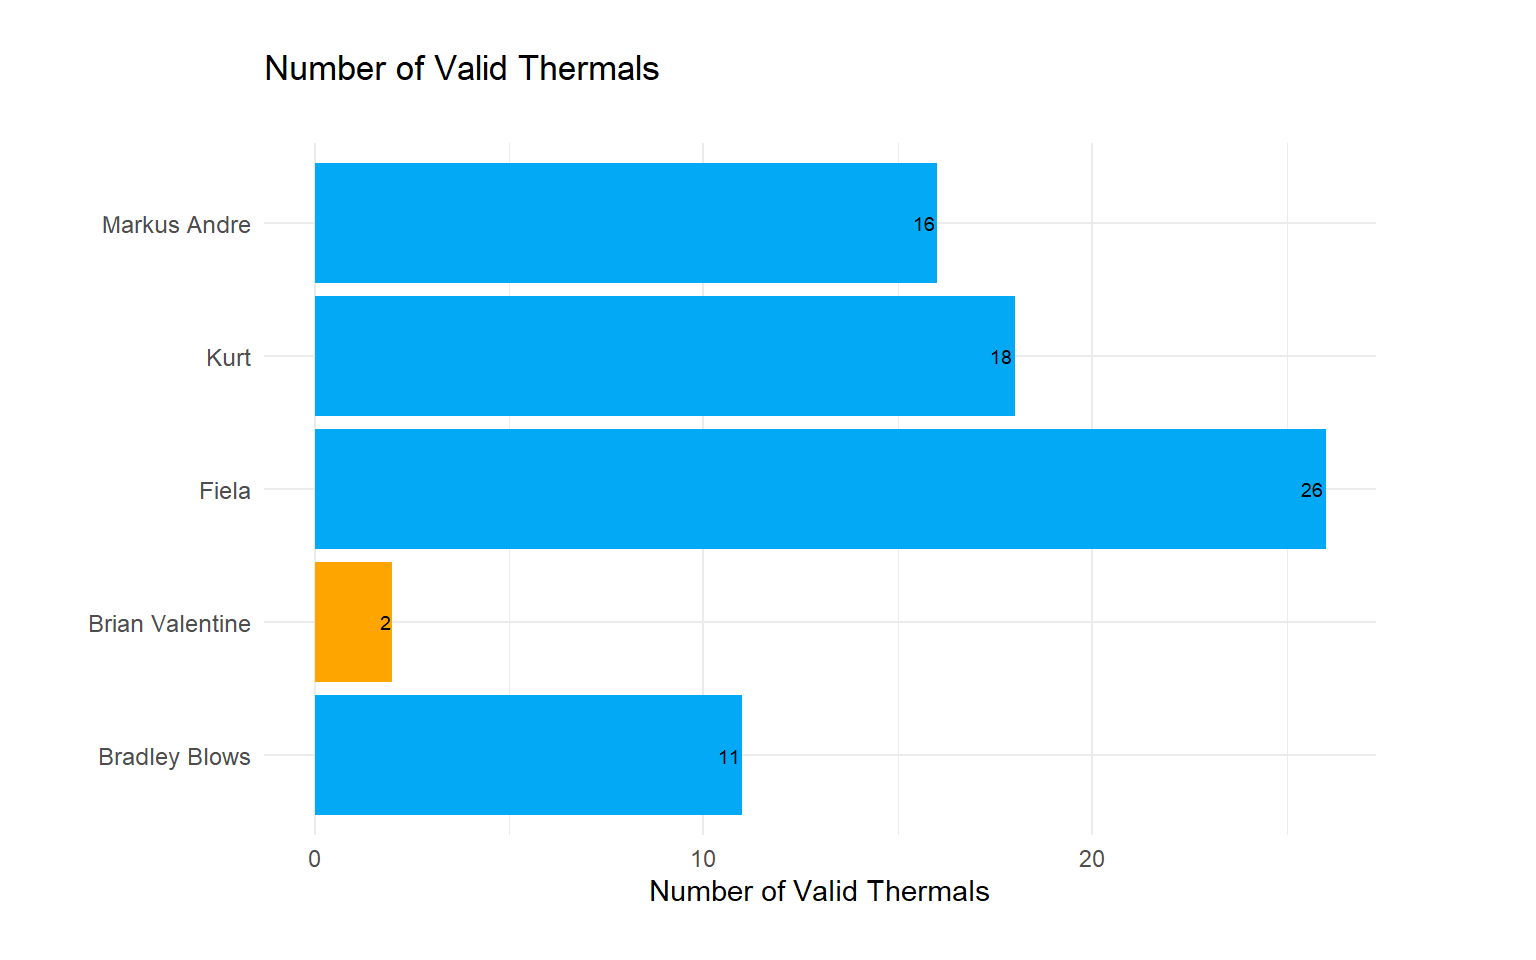 Number of Valid Thermals
Markus Andre
16
Kurt
18
Fiela
26
Brian Valentine
2
Bradley Blows
11
0
10
20
Number of Valid Thermals